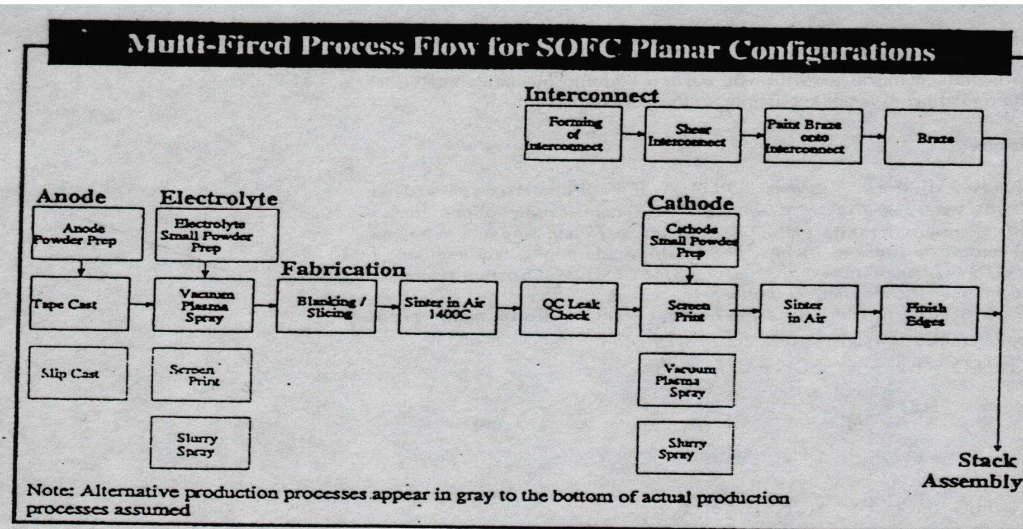 Multi-Fired Process Flow for SOFC Planar Configurations
Interconnect
Forming
of
Interconnect
Shear
Interconnect
Paint Braze
onto
Interconnect
Braze
Anode
Anode
Powder Prep
Electrolyte
Electrolyte
Small Powder
Prep
Cathode
Cathode
Small Powder
Prep
Fabrication
Tape Cast
Vacuum
Plasma
Spray
Blanking /
Slicing
Sinter in Air
1400C
QC Leak
Check
Screen
Print
Sinter
in Air
Finish
Edges
Slip Cast
Screen
Print
Vacuum
Plasma
Spray
Slurry
Spray
Slurry
Spray
Stack
Assembly
Note: Alternative production processes appear in gray to the bottom of actual production
processes assumed